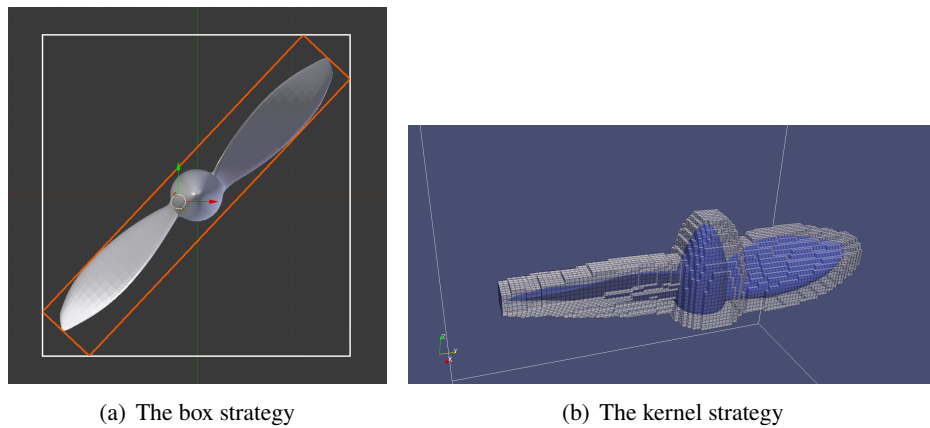 Z
Y
X
(a) The box strategy
(b) The kernel strategy